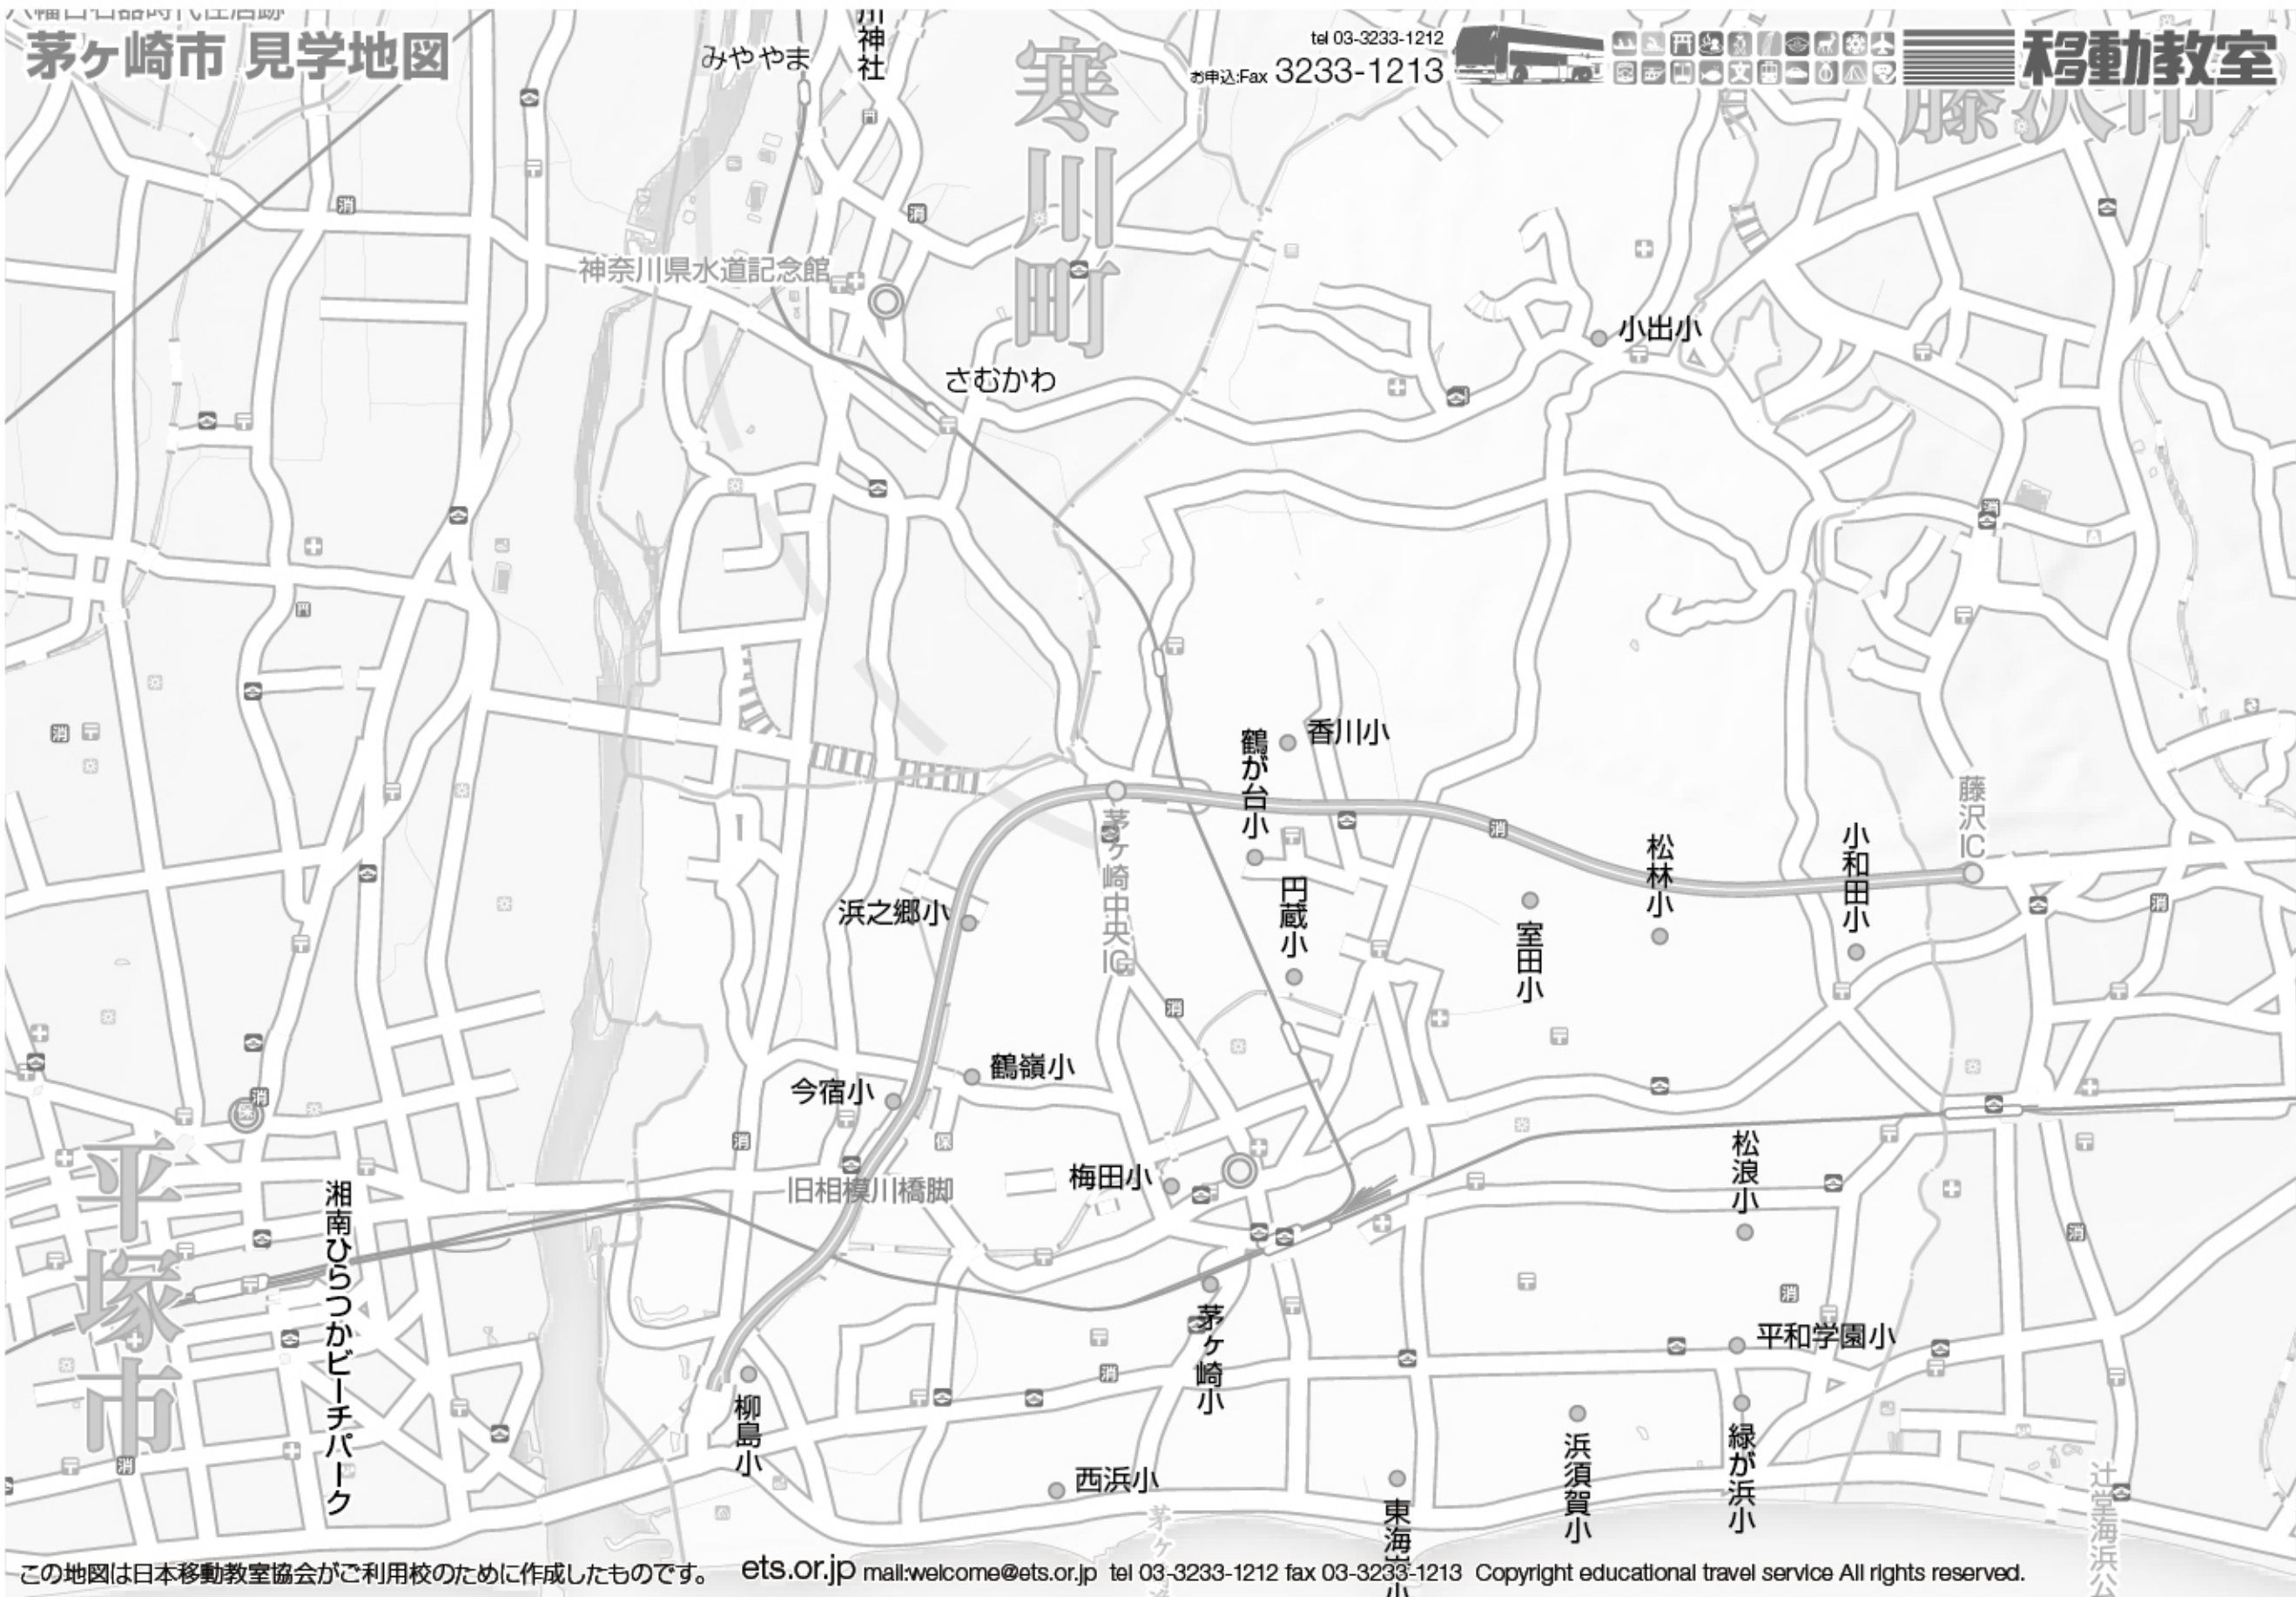 茅ヶ崎市 見学地図
みややま
川神社
寒川町
tel 03-3233-1212
お申込:Fax 3233-1213
移動教室
藤沢市
神奈川県水道記念館
さむかわ
小出小
香川小
鶴が台小
藤沢IC
茅ヶ崎中央IC
松林小
小和田小
円蔵小
浜之郷小
室田小
鶴嶺小
今宿小
松浪小
梅田小
旧相模川橋脚
平塚市
湘南ひらつかビーチパーク
茅ヶ崎小
平和学園小
柳島小
緑が浜小
浜須賀小
西浜小
東海岸小
辻堂海浜公
茅ヶ
この地図は日本移動教室協会がご利用校のために作成したものです。 ets.or.jp mail:welcome@ets.or.jp tel 03-3233-1212 fax 03-3233-1213 Copyright educational travel service All rights reserved.